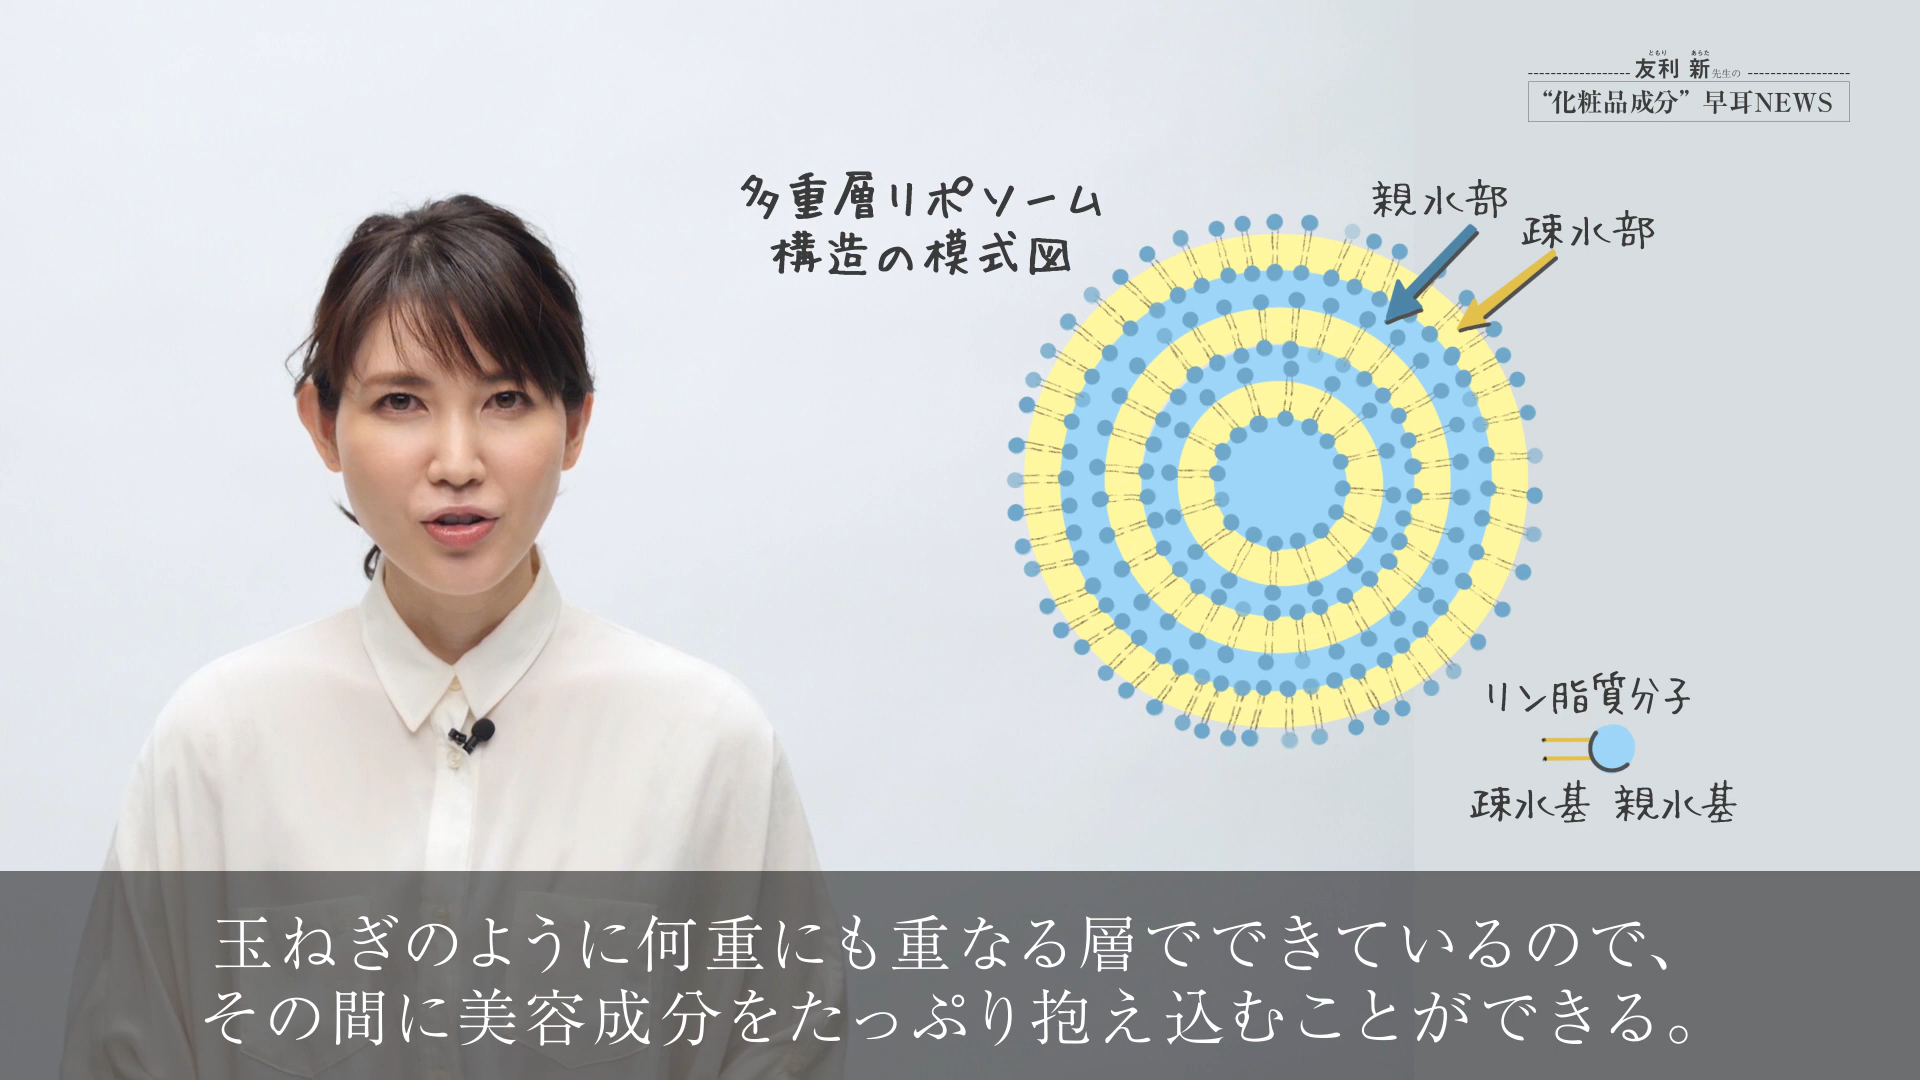 ともり あらた
友利 新 先生の
“化粧品成分” 早耳NEWS
多重層リポソーム
構造の模式図
親水部
疎水部
リン脂質分子
疎水基 親水基
玉ねぎのように何重にも重なる層でできているので、
その間に美容成分をたっぷり抱え込むことができる。